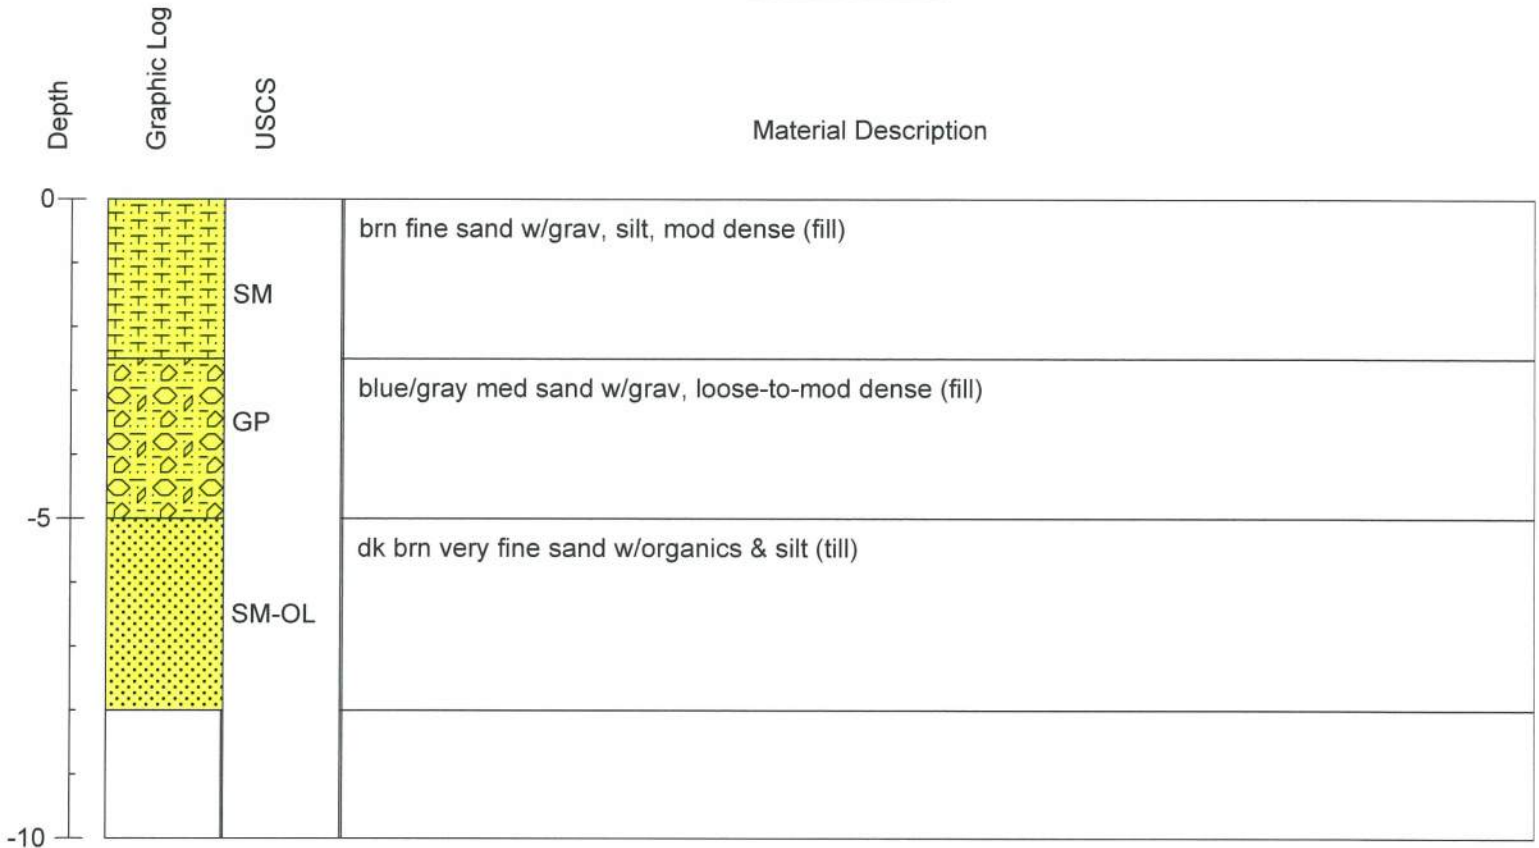 Depth
Graphic Log
USCS
Material Description
0
brn fine sand w/grav, silt, mod dense (fill)
SM
blue/gray med sand w/grav, loose-to-mod dense (fill)
GP
-5
dk brn very fine sand w/organics & silt (till)
SM-OL
-10